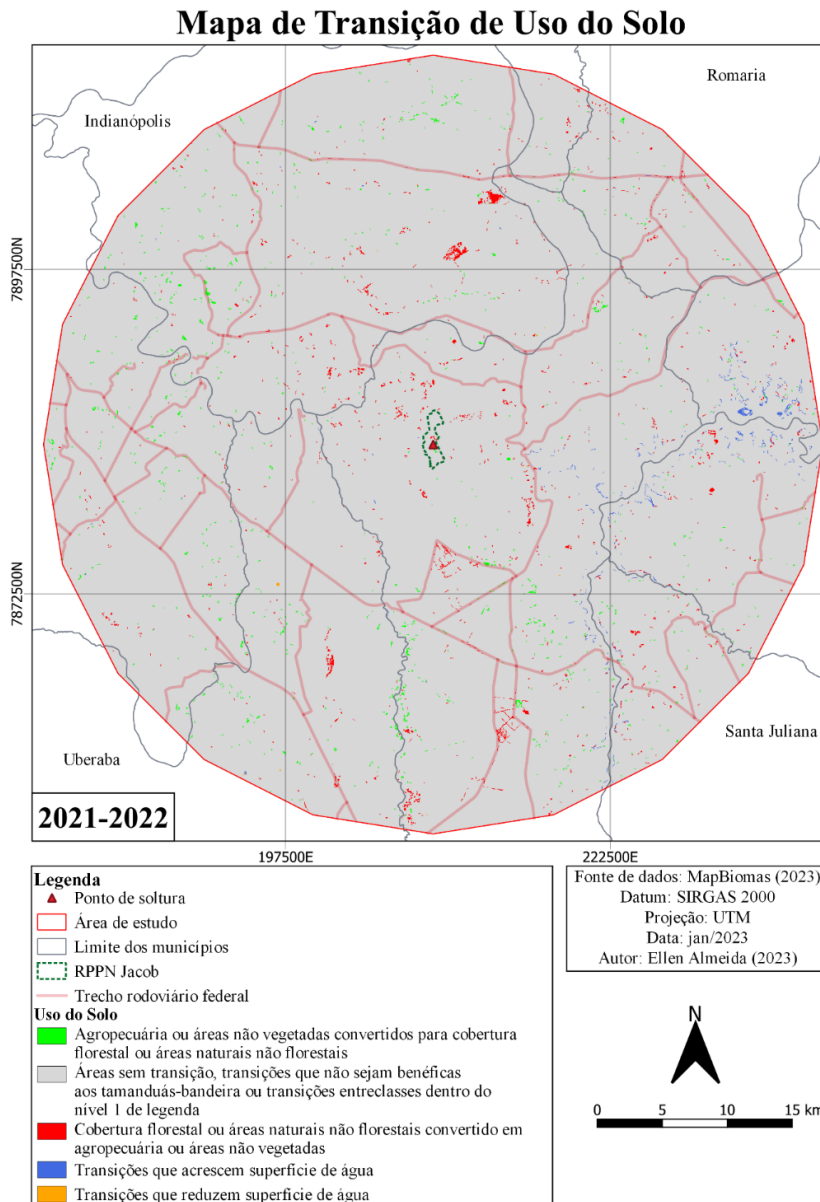 Mapa de Transição de Uso do Solo
Romaria
Indianópolis
7897500N
7872500N
Santa Juliana
Uberaba
2021-2022
197500E
222500E
Legenda
Ponto de soltura
Área de estudo
Limite dos municípios
RPPN Jacob
Trecho rodoviário federal
Uso do Solo
Agropecuária ou áreas não vegetadas convertidos para cobertura
florestal ou áreas naturais não florestais
Áreas sem transição, transições que não sejam benéficas
aos tamanduás-bandeira ou transições entreclasses dentro do
nível 1 de legenda
Cobertura florestal ou áreas naturais não florestais convertido em
agropecuária ou áreas não vegetadas
Transições que acrescem superfície de água
Transições que reduzem superfície de água
Fonte de dados: MapBiomas (2023)
Datum: SIRGAS 2000
Projeção: UTM
Data: jan/2023
Autor: Ellen Almeida (2023)
N
0 5 10 15 km